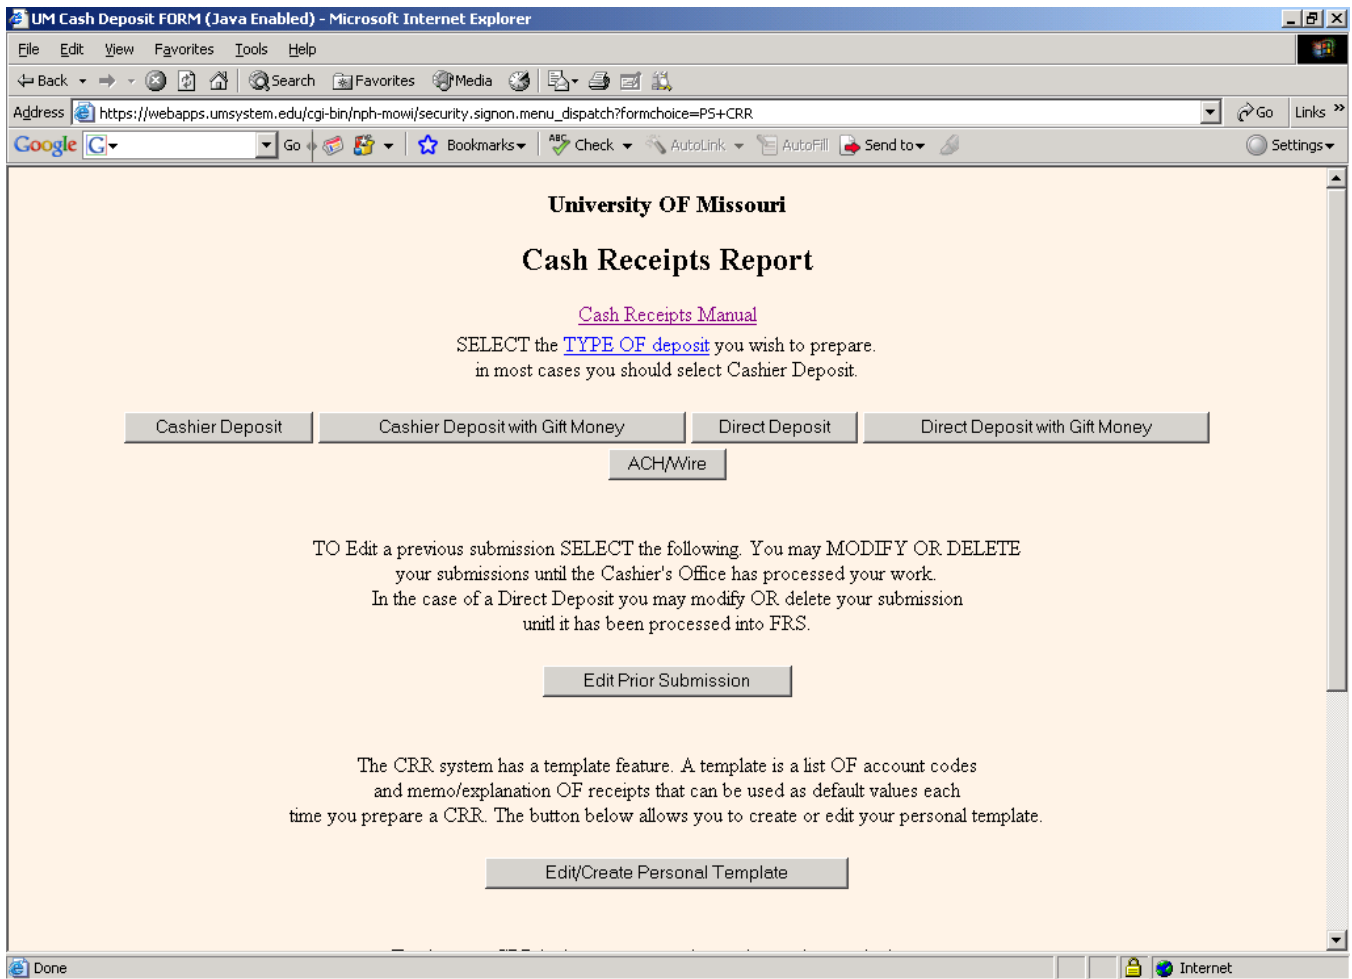 UM Cash Deposit FORM (Java Enabled) - Microsoft Internet Explorer
File Edit View Favorites Tools Help
Back Search Favorites Media
Address https://webapps.umsystem.edu/cgi-bin/nph-mowi/security.signon.menu_dispatch?formchoice=PS+CRR Go Links »
Google G Go Bookmarks ABC Check AutoLink AutoFill Send to Settings
University OF Missouri
Cash Receipts Report
Cash Receipts Manual
SELECT the TYPE OF deposit you wish to prepare.
in most cases you should select Cashier Deposit.
Cashier Deposit Cashier Deposit with Gift Money Direct Deposit Direct Deposit with Gift Money
ACH/Wire
TO Edit a previous submission SELECT the following. You may MODIFY OR DELETE
your submissions until the Cashier's Office has processed your work.
In the case of a Direct Deposit you may modify OR delete your submission
unitl it has been processed into FRS.
Edit Prior Submission
The CRR system has a template feature. A template is a list OF account codes
and memo/explanation OF receipts that can be used as default values each
time you prepare a CRR. The button below allows you to create or edit your personal template.
Edit/Create Personal Template
Done Internet